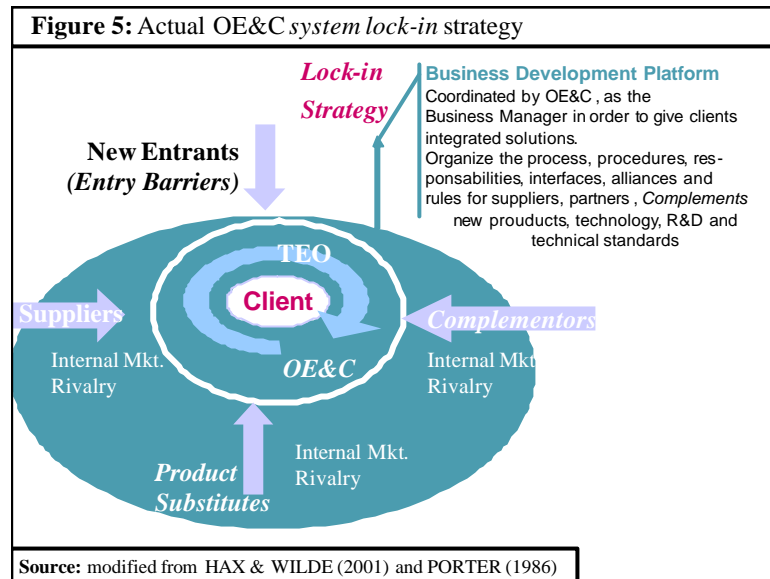 Figure 5: Actual OE&C system lock-in strategy
Lock-in
Strategy
Business Development Platform
Coordinated by OE&C , as the
Business Manager in order to give clients
integrated solutions.
Organize the process, procedures, res-
ponsabilities, interfaces, alliances and
rules for suppliers, partners , Complements
new prouducts, technology, R&D and
technical standards
New Entrants
(Entry Barriers)
TEO
Client
OE&C
Suppliers
Complementors
Internal Mkt.
Rivalry
Internal Mkt.
Rivalry
Product
Substitutes
Internal Mkt.
Rivalry
Source: modified from HAX & WILDE (2001) and PORTER (1986)